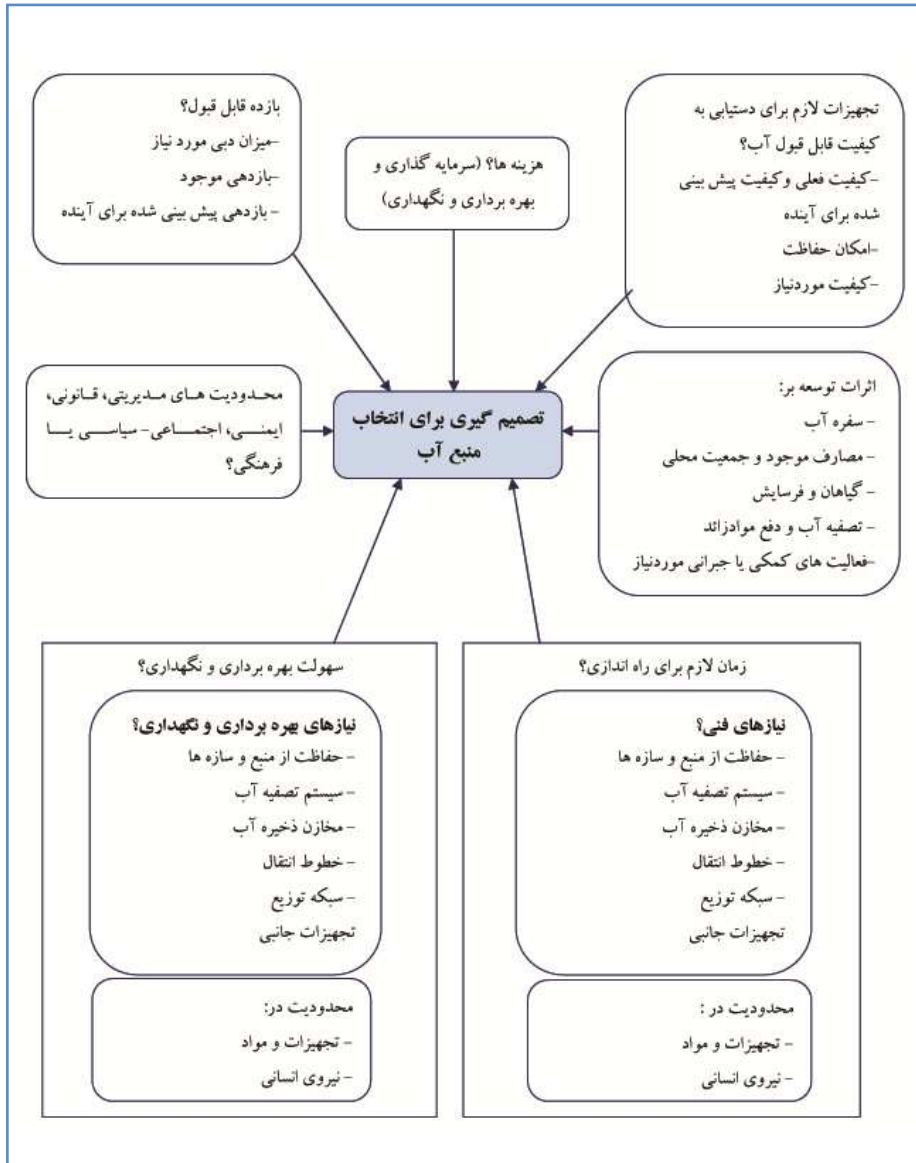 تجهیزات لازم برای دستیابی به
کیفیت قابل قبول آب؟
-کیفیت فعلی وکیفیت پیش بینی
شده برای آینده
-امکان حفاظت
-کیفیت موردنیاز
هزینه ها؟ (سرمایه گذاری و
بهره برداری و نگهداری)
بازده قابل قبول؟
-میزان دبی مورد نیاز
-بازدهی موجود
- بازدهی پیش بینی شده برای آینده
اثرات توسعه بر:
- سفره آب
- مصارف موجود و جمعیت محلی
- گیاهان و فرسایش
- تصفیه آب و دفع موادزائد
-فعالیت های کمکی یا جبرانی موردنیاز
تصمیم گیری برای انتخاب
منبع آب
محدودیت های مدیریتی، قانونی،
ایمنی، اجتماعی- سیاسی یا
فرهنگی؟
زمان لازم برای راه اندازی؟
نیازهای فنی؟
- حفاظت از منبع و سازه ها
- سیستم تصفیه آب
- مخازن ذخیره آب
- خطوط انتقال
- سبکه توزیع
تجهیزات جانبی
محدودیت در :
- تجهیزات و مواد
- نیروی انسانی
سهولت بهره برداری و نگهداری؟
نیازهای بهره برداری و نگهداری؟
- حفاظت از منبع و سازه ها
- سیستم تصفیه آب
- مخازن ذخیره آب
- خطوط انتقال
- سبکه توزیع
تجهیزات جانبی
محدودیت در:
- تجهیزات و مواد
- نیروی انسانی